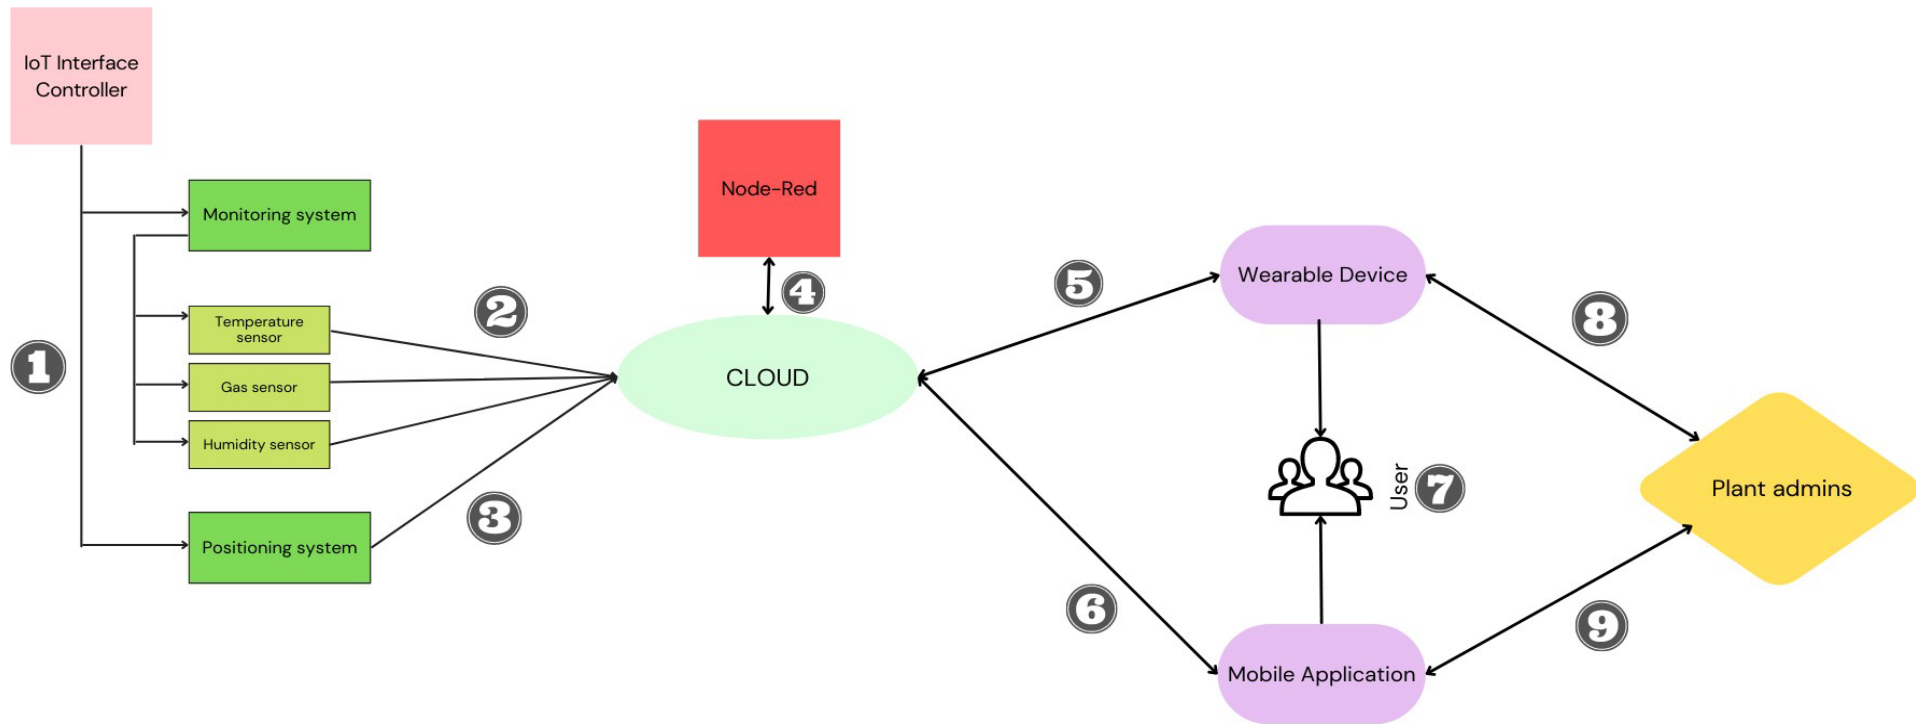 IoT Interface
Controller
Monitoring system
Temperature
sensor
Gas sensor
Humidity sensor
Positioning system
1
2
3
Node-Red
4
CLOUD
5
6
Wearable Device
User
7
Mobile Application
8
9
Plant admins